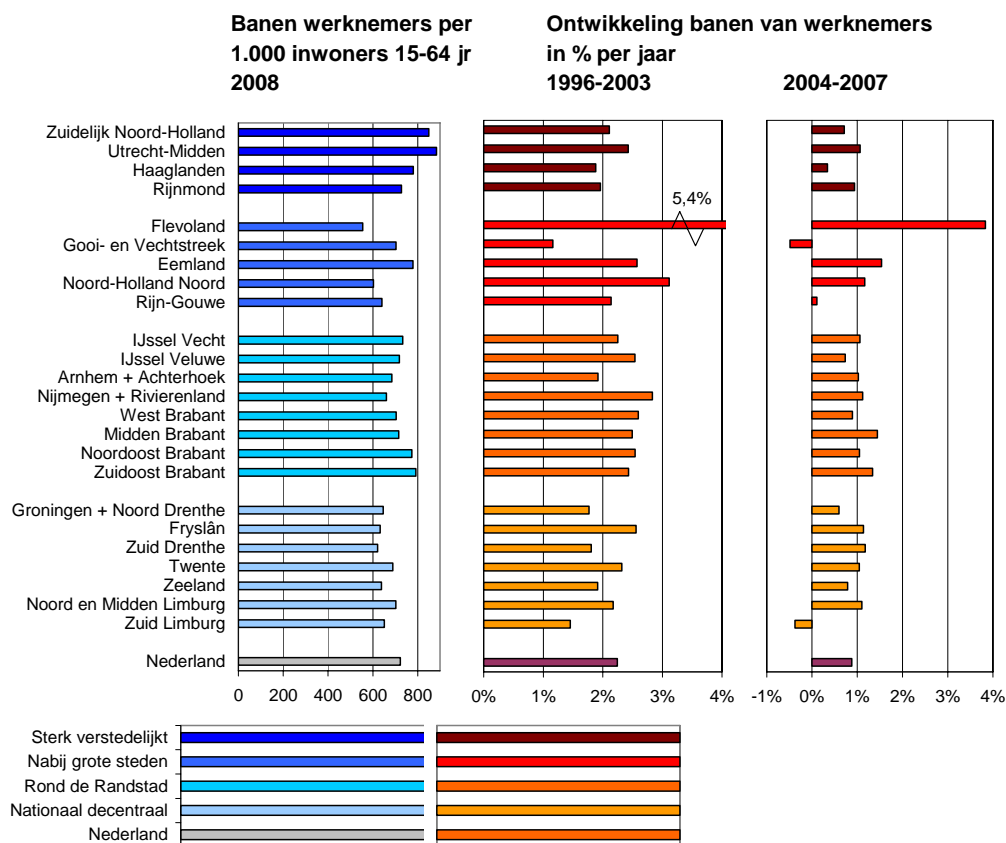 Banen werknemers per
1.000 inwoners 15-64 jr
2008
Ontwikkeling banen van werknemers
in % per jaar
1996-2003
2004-2007
Zuidelijk Noord-Holland
Utrecht-Midden
Haaglanden
Rijnmond
5,4%
Flevoland
Gooi- en Vechtstreek
Eemland
Noord-Holland Noord
Rijn-Gouwe
IJssel Vecht
IJssel Veluwe
Arnhem + Achterhoek
Nijmegen + Rivierenland
West Brabant
Midden Brabant
Noordoost Brabant
Zuidoost Brabant
Groningen + Noord Drenthe
Fryslân
Zuid Drenthe
Twente
Zeeland
Noord en Midden Limburg
Zuid Limburg
Nederland
0 200 400 600 800
0% 1% 2% 3% 4%
-1% 0% 1% 2% 3% 4%
Sterk verstedelijkt
Nabij grote steden
Rond de Randstad
Nationaal decentraal
Nederland